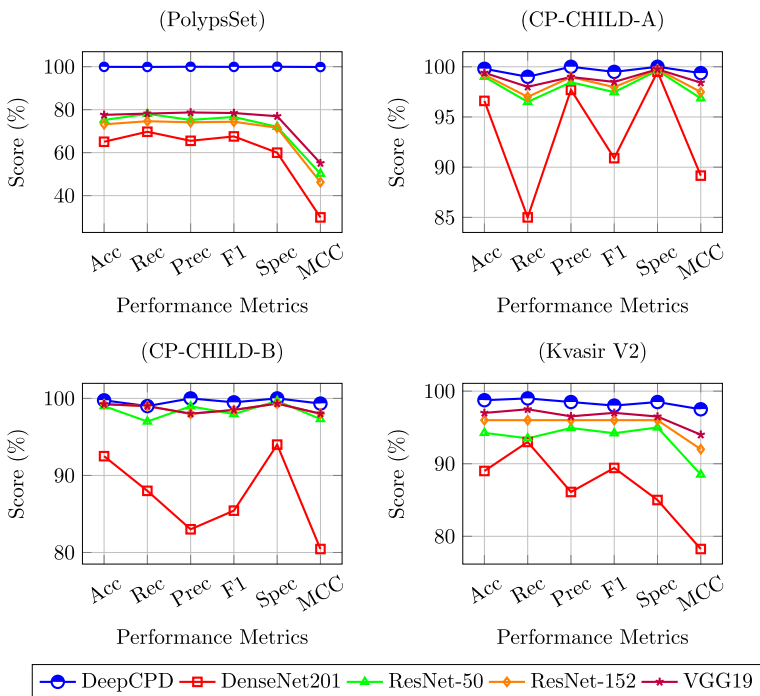 (PolypsSet)
100
80
60
40
Score (%)
Acc Rec Prec F1 Spec MCC
Performance Metrics
(CP-CHILD-A)
100
95
90
85
Score (%)
Acc Rec Prec F1 Spec MCC
Performance Metrics
(CP-CHILD-B)
100
90
80
Score (%)
Acc Rec Prec F1 Spec MCC
Performance Metrics
(Kvasir V2)
100
90
80
Score (%)
Acc Rec Prec F1 Spec MCC
Performance Metrics
DeepCPD DenseNet201 ResNet-50 ResNet-152 VGG19